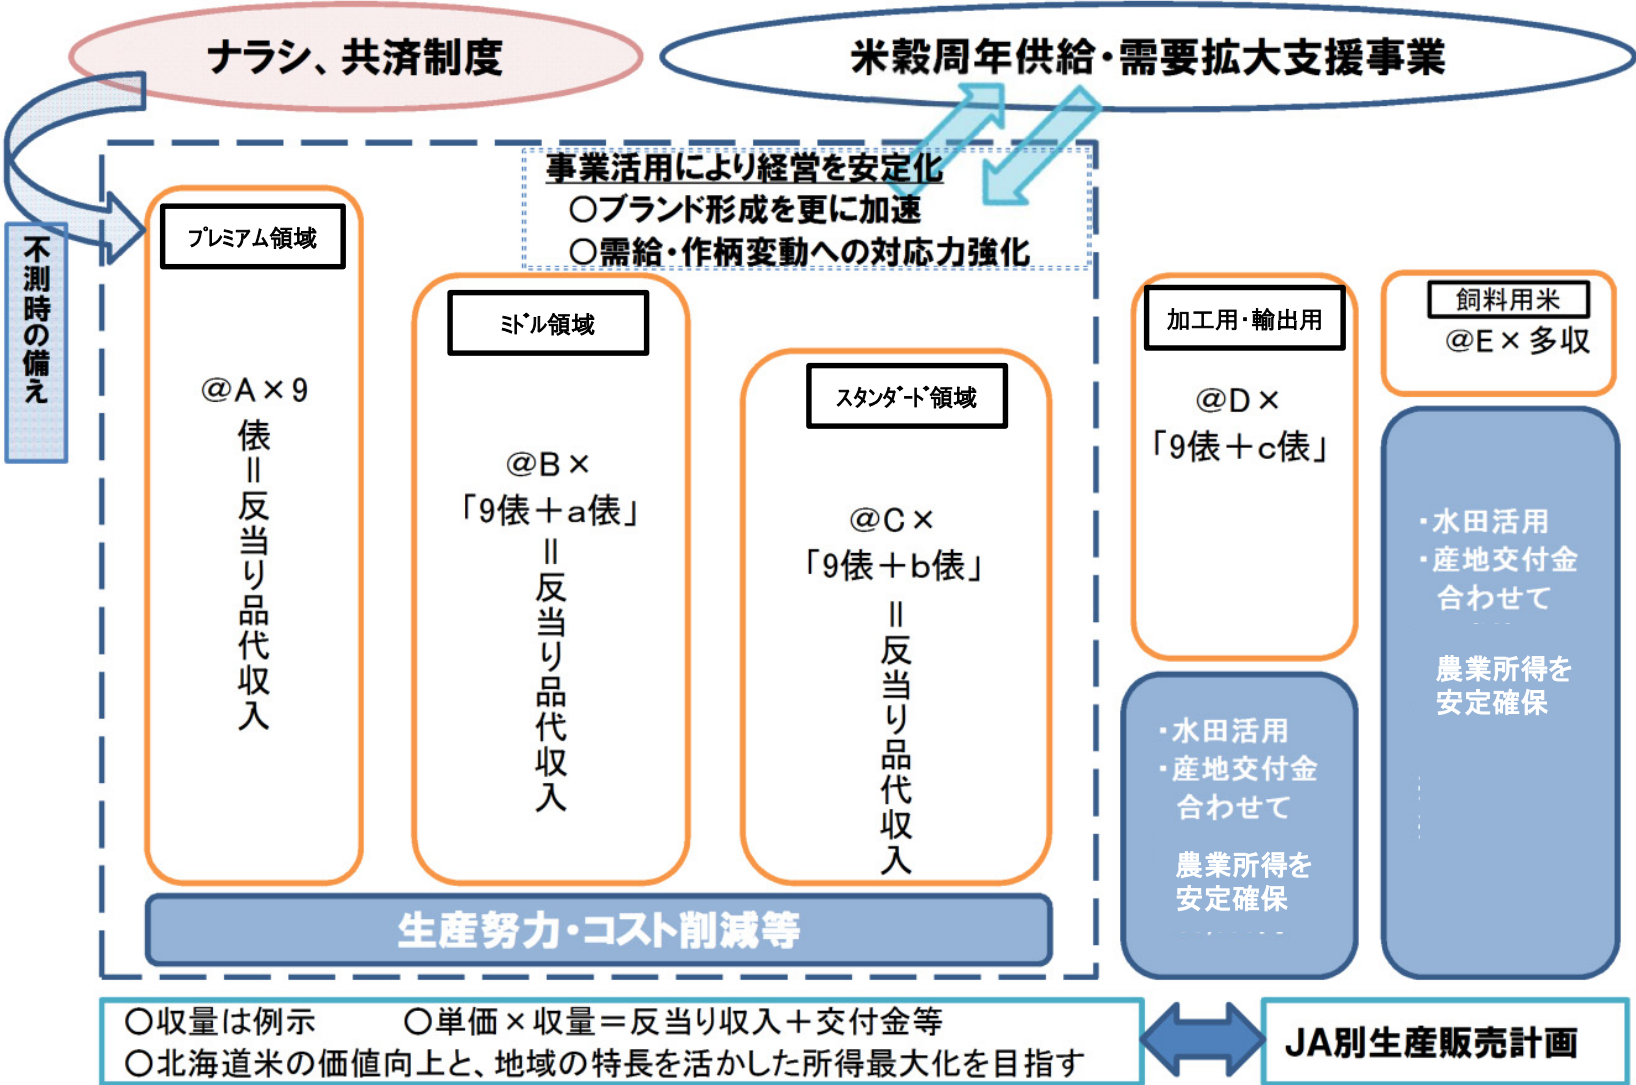 ナラシ、共済制度
米穀周年供給・需要拡大支援事業
不測時の備え
事業活用により経営を安定化
○ブランド形成を更に加速
○需給・作柄変動への対応力強化
プレミアム領域
@A×9
俵＝反当り品代収入
ミドル領域
@B×
「9俵＋a俵」
＝反当り品代収入
スタンダード領域
@C×
「9俵＋b俵」
＝反当り品代収入
生産努力・コスト削減等
加工用・輸出用
@D×
「9俵＋c俵」
・水田活用
・産地交付金
合わせて
農業所得を
安定確保
飼料用米
@E×多収
・水田活用
・産地交付金
合わせて
農業所得を
安定確保
○収量は例示　○単価×収量＝反当り収入＋交付金等
○北海道米の価値向上と、地域の特長を活かした所得最大化を目指す
JA別生産販売計画